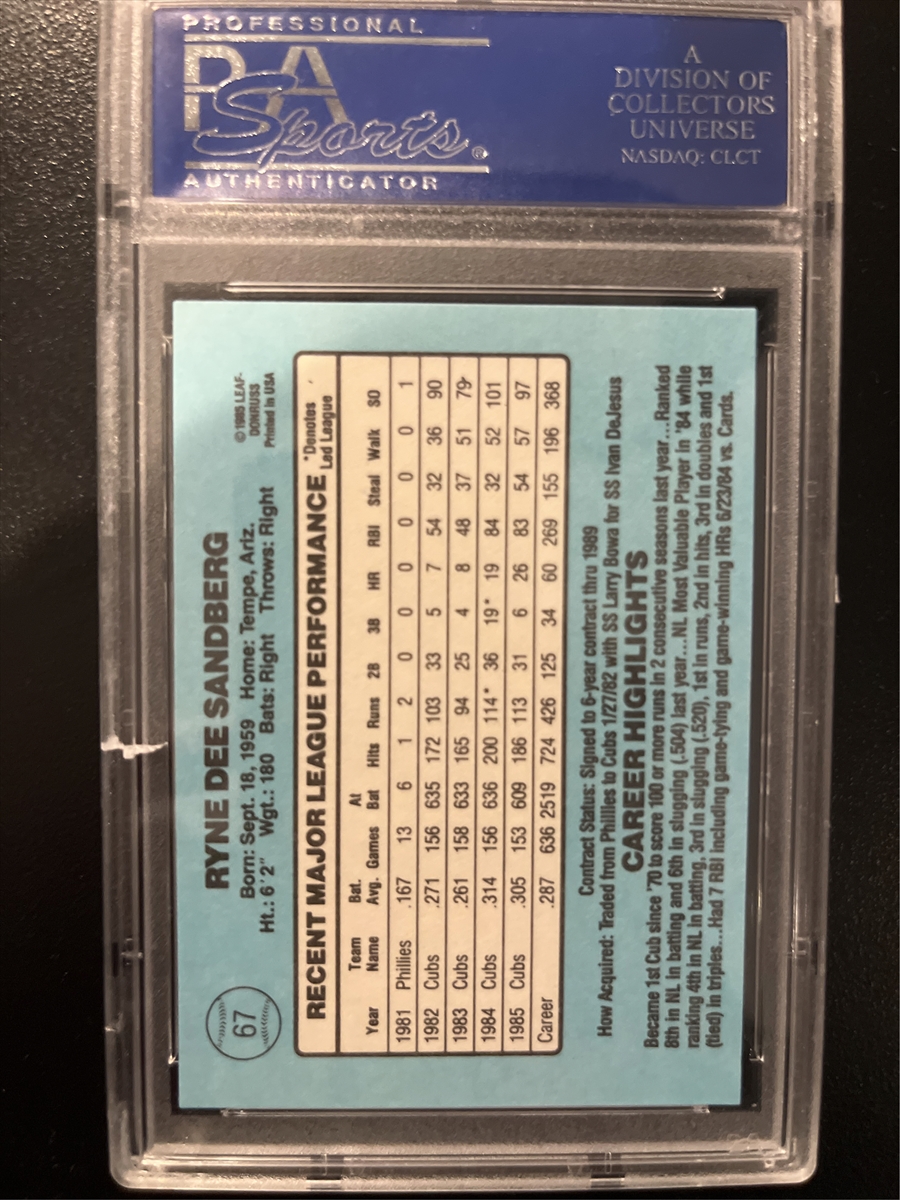 PROFESSIONAL
PSA
Sports®
AUTHENTICATOR
A
DIVISION OF
COLLECTORS
UNIVERSE
NASDAQ: CLCT
67
RYNE DEE SANDBERG
Born: Sept. 18, 1959 Home: Tempe, Ariz.
Ht.: 6'2" Wgt.: 180 Bats: Right Throws: Right
© 1985 LEAF-
DONRUSS
Printed in USA
RECENT MAJOR LEAGUE PERFORMANCE
*Denotes
Led League
Year Team Name Bat. Avg. Games At Bat Hits Runs 2B 3B HR RBI Steal Walk SO
1981 Phillies .167 13 6 1 2 0 0 0 0 0 0 1
1982 Cubs .271 156 635 172 103 33 5 7 54 32 36 90
1983 Cubs .261 158 633 165 94 25 4 8 48 37 51 79
1984 Cubs .314 156 636 200 114* 36 19* 19 84 32 52 101
1985 Cubs .305 153 609 186 113 31 6 26 83 54 57 97
Career .287 636 2519 724 426 125 34 60 269 155 196 368
Contract Status: Signed to 6-year contract thru 1989
How Acquired: Traded from Phillies to Cubs 1/27/82 with SS Larry Bowa for SS Ivan DeJesus
CAREER HIGHLIGHTS
Became 1st Cub since '70 to score 100 or more runs in 2 consecutive seasons last year...Ranked
8th in NL in batting and 6th in slugging (.504) last year...NL Most Valuable Player in '84 while
ranking 4th in NL in batting, 3rd in slugging (.520), 1st in runs, 2nd in hits, 3rd in doubles and 1st
(tied) in triples...Had 7 RBI including game-tying and game-winning HRs 6/23/84 vs. Cards.